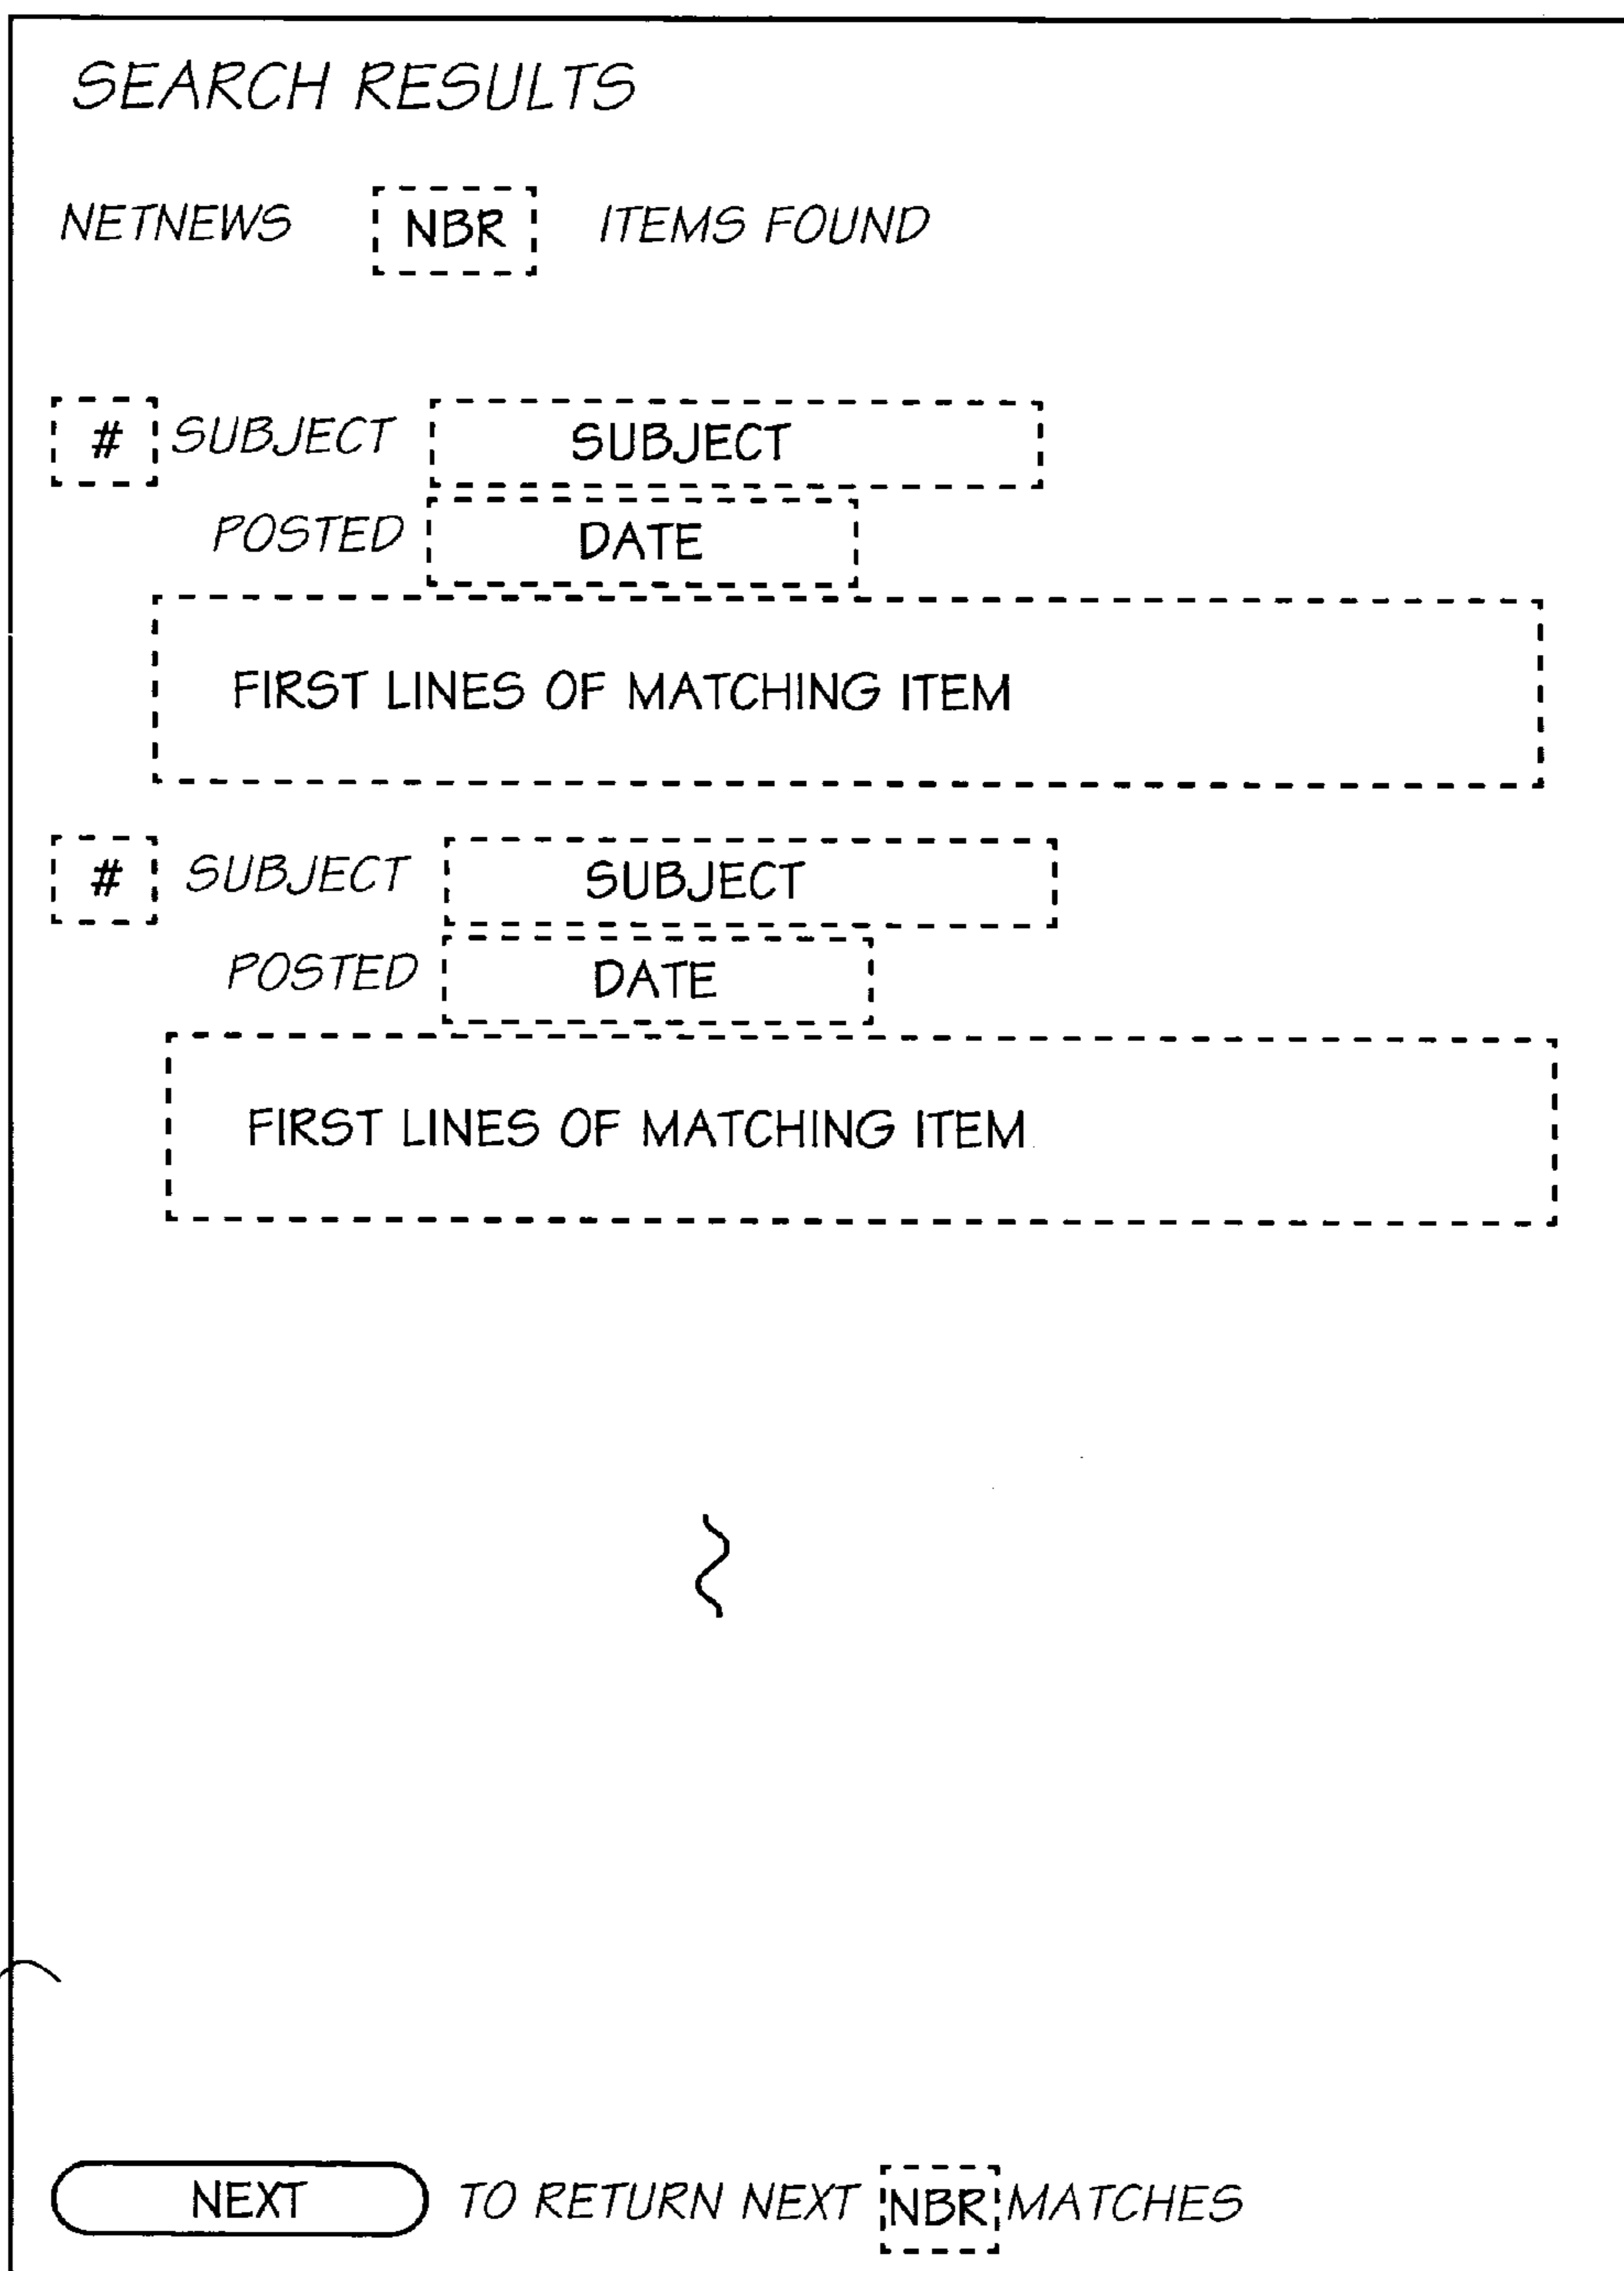 SEARCH RESULTS
NETNEWS NBR ITEMS FOUND
# SUBJECT SUBJECT
POSTED DATE
FIRST LINES OF MATCHING ITEM
# SUBJECT SUBJECT
POSTED DATE
FIRST LINES OF MATCHING ITEM
NEXT TO RETURN NEXT NBR MATCHES